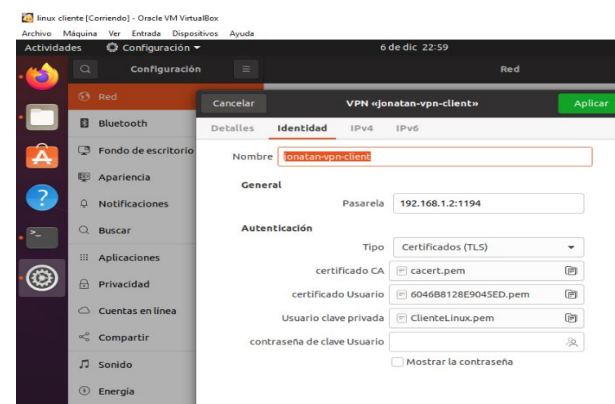 linux cliente [Corriendo] - Oracle VM VirtualBox
Archivo Máquina Ver Entrada Dispositivos Ayuda
Actividades Configuración 6 de dic 22:59
Configuración Red
Red
Bluetooth
Fondo de escritorio
Apariencia
Notificaciones
Buscar
Aplicaciones
Privacidad
Cuentas en línea
Compartir
Sonido
Energía
Cancelar VPN «jonatan-vpn-client» Aplicar
Detalles Identidad IPv4 IPv6
Nombre jonatan-vpn-client
General
Pasarela 192.168.1.2:1194
Autenticación
Tipo Certificados (TLS)
certificado CA cacert.pem
certificado Usuario 6046B8128E9045ED.pem
Usuario clave privada ClienteLinux.pem
contraseña de clave Usuario
Mostrar la contraseña